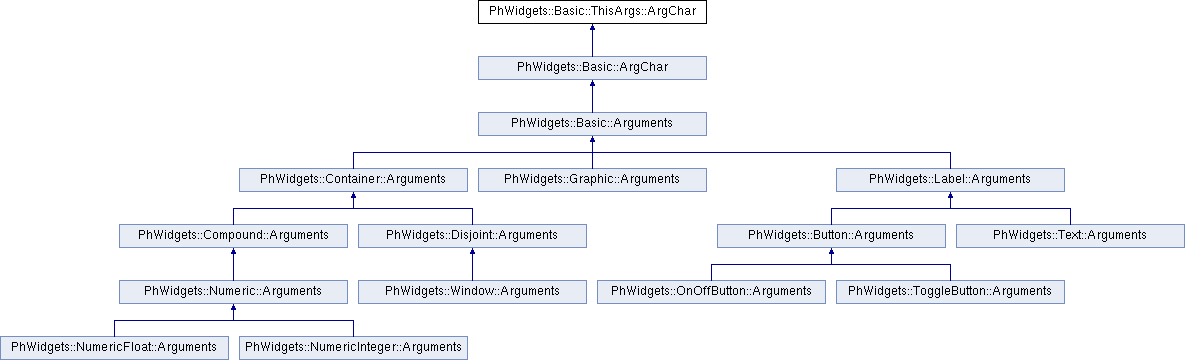 PhWidgets::Basic::ThisArgs::ArgChar
PhWidgets::Basic::ArgChar
PhWidgets::Basic::Arguments
PhWidgets::Container::Arguments
PhWidgets::Graphic::Arguments
PhWidgets::Label::Arguments
PhWidgets::Compound::Arguments
PhWidgets::Disjoint::Arguments
PhWidgets::Button::Arguments
PhWidgets::Text::Arguments
PhWidgets::Numeric::Arguments
PhWidgets::Window::Arguments
PhWidgets::OnOffButton::Arguments
PhWidgets::ToggleButton::Arguments
PhWidgets::NumericFloat::Arguments
PhWidgets::NumericInteger::Arguments